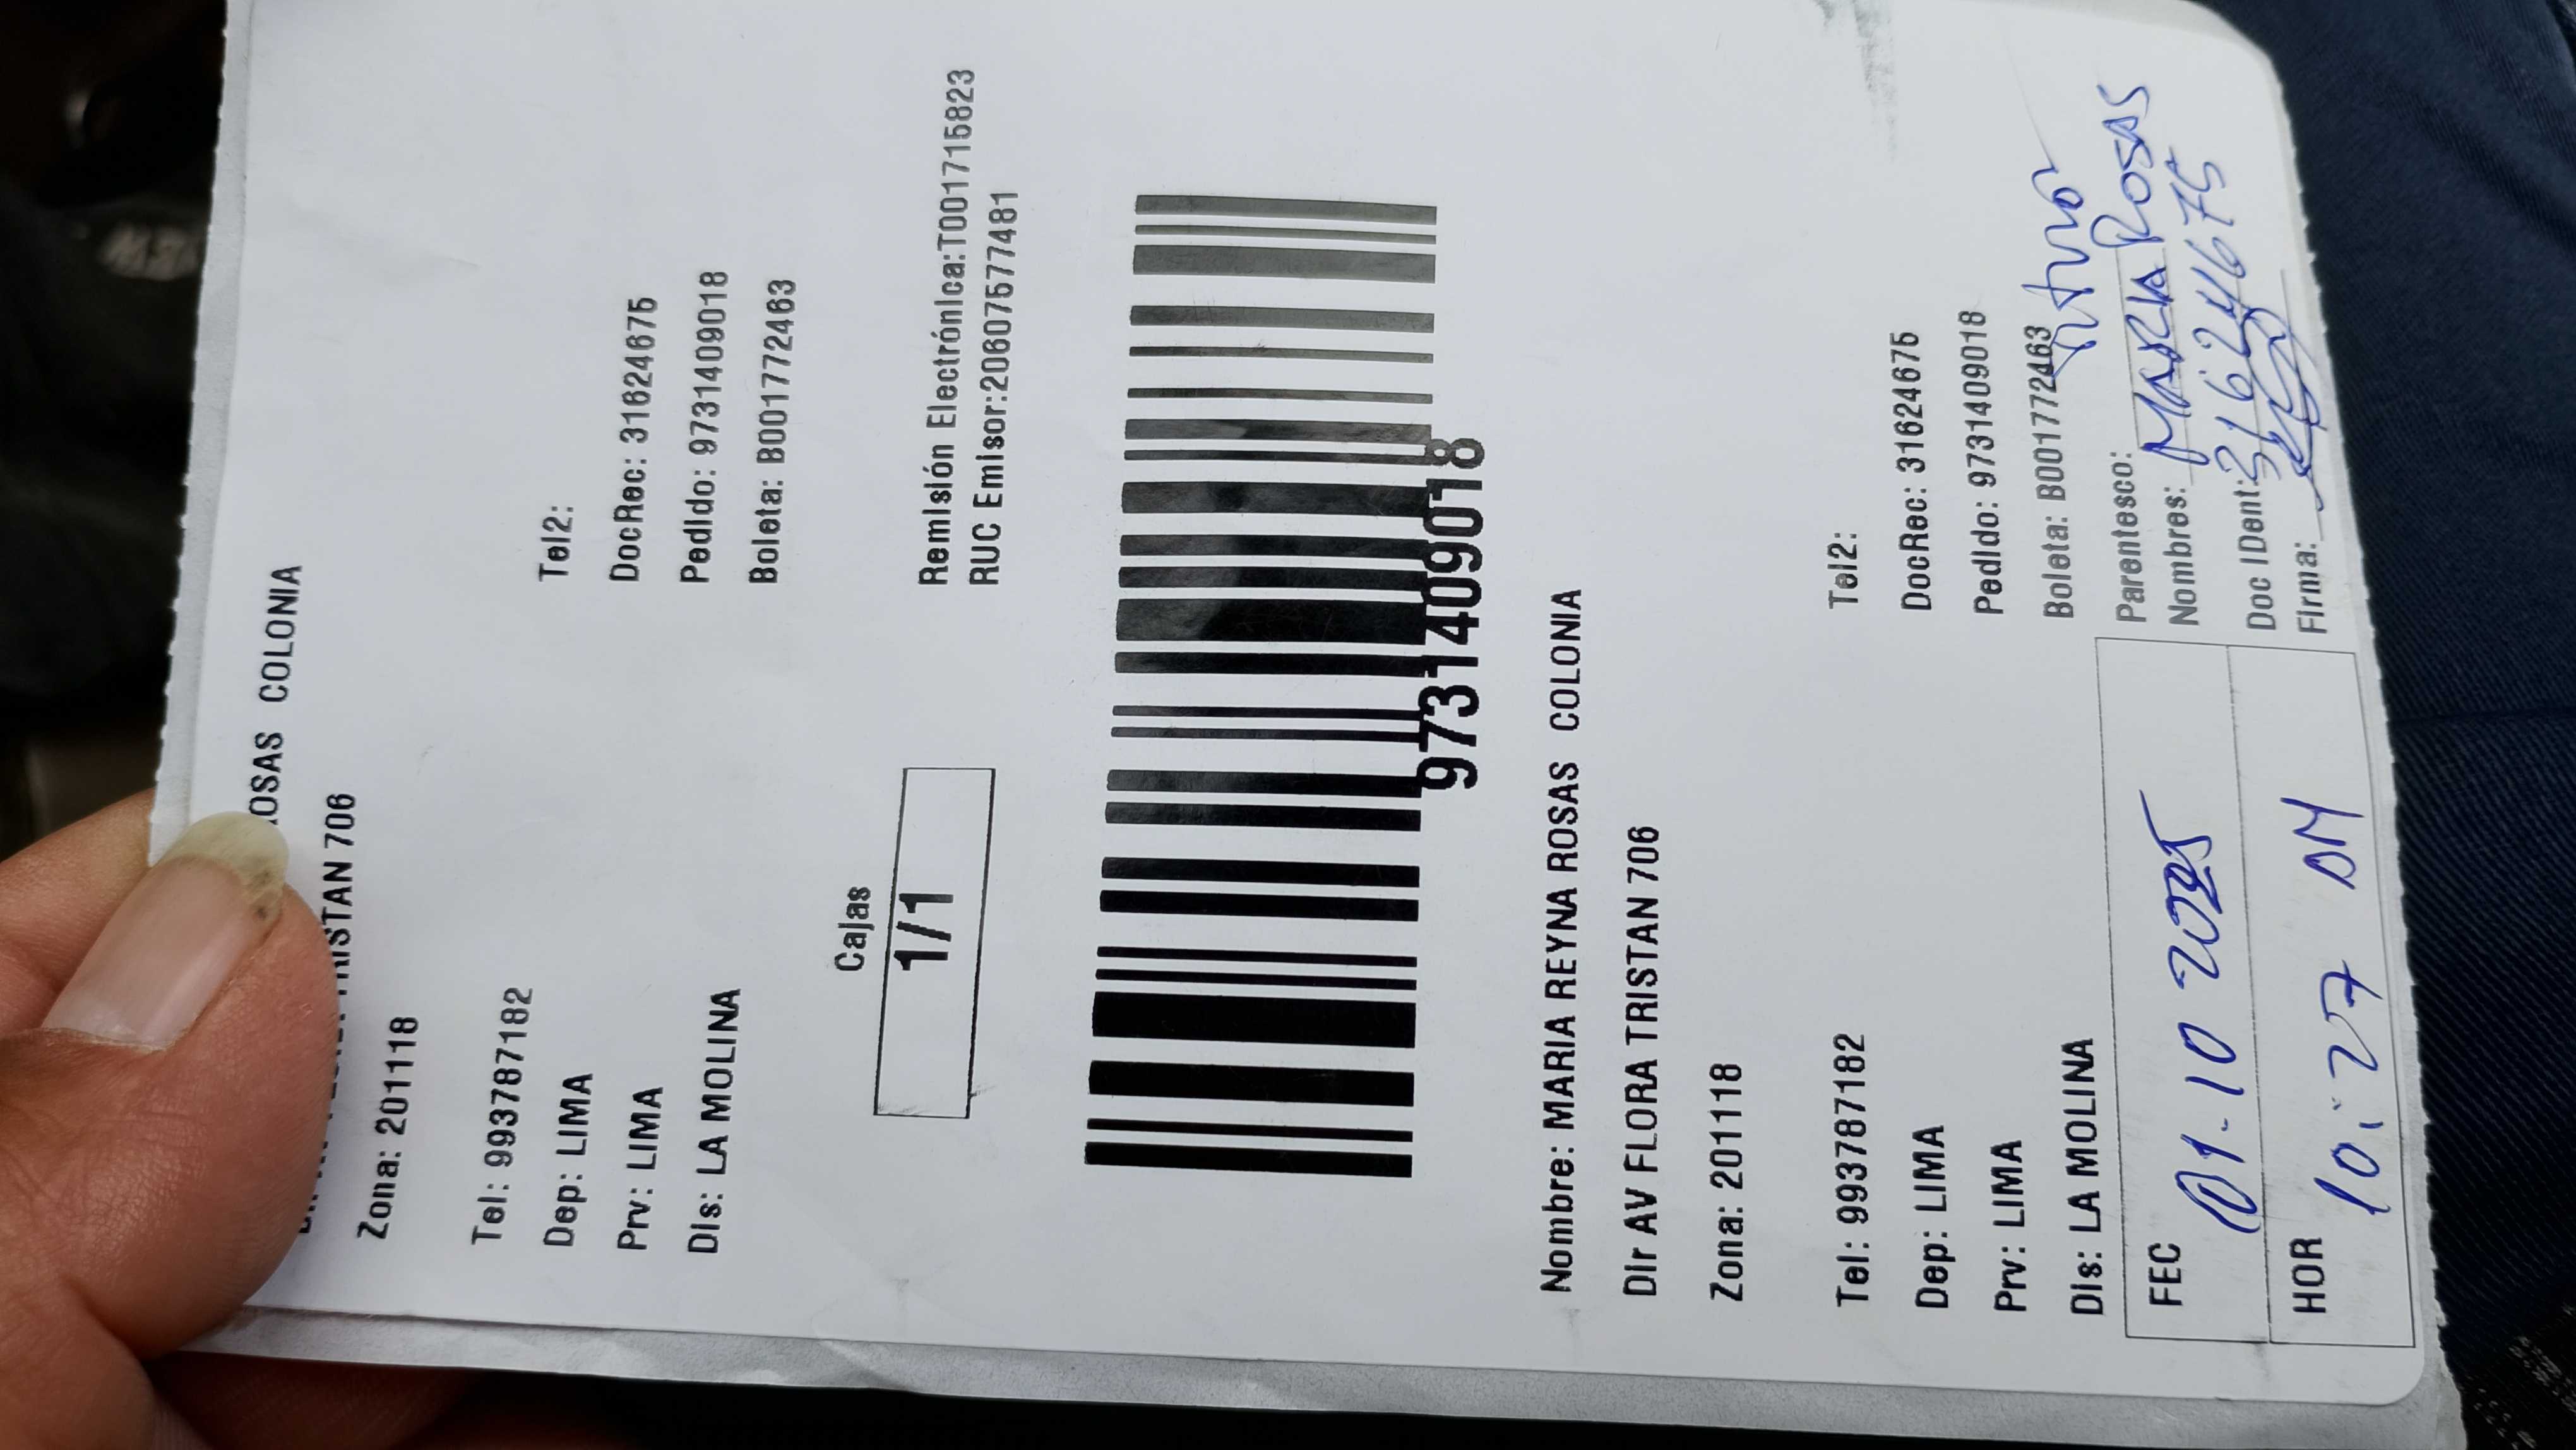 OSAS COLONIA
TRISTAN 706
Zona: 201118
Tel: 993787182
Tel2:
Dep: LIMA
DocRec: 31624675
Prv: LIMA
Pedido: 9731409018
Dis: LA MOLINA
Boleta: B001772463
Cajas
1/1
Remisión Electrónica:T001715823
RUC Emisor:20607577481
9731409018
Nombre: MARIA REYNA ROSAS COLONIA
Dir AV FLORA TRISTAN 706
Zona: 201118
Tel: 993787182
Tel2:
Dep: LIMA
DocRec: 31624675
Prv: LIMA
Pedido: 9731409018
Dis: LA MOLINA
Boleta: B001772463
FEC 01-10 2025
Parentesco:
Nombres: MARIA ROSAS
HOR 10:27 AM
Doc IDent: 31624675
Firma: